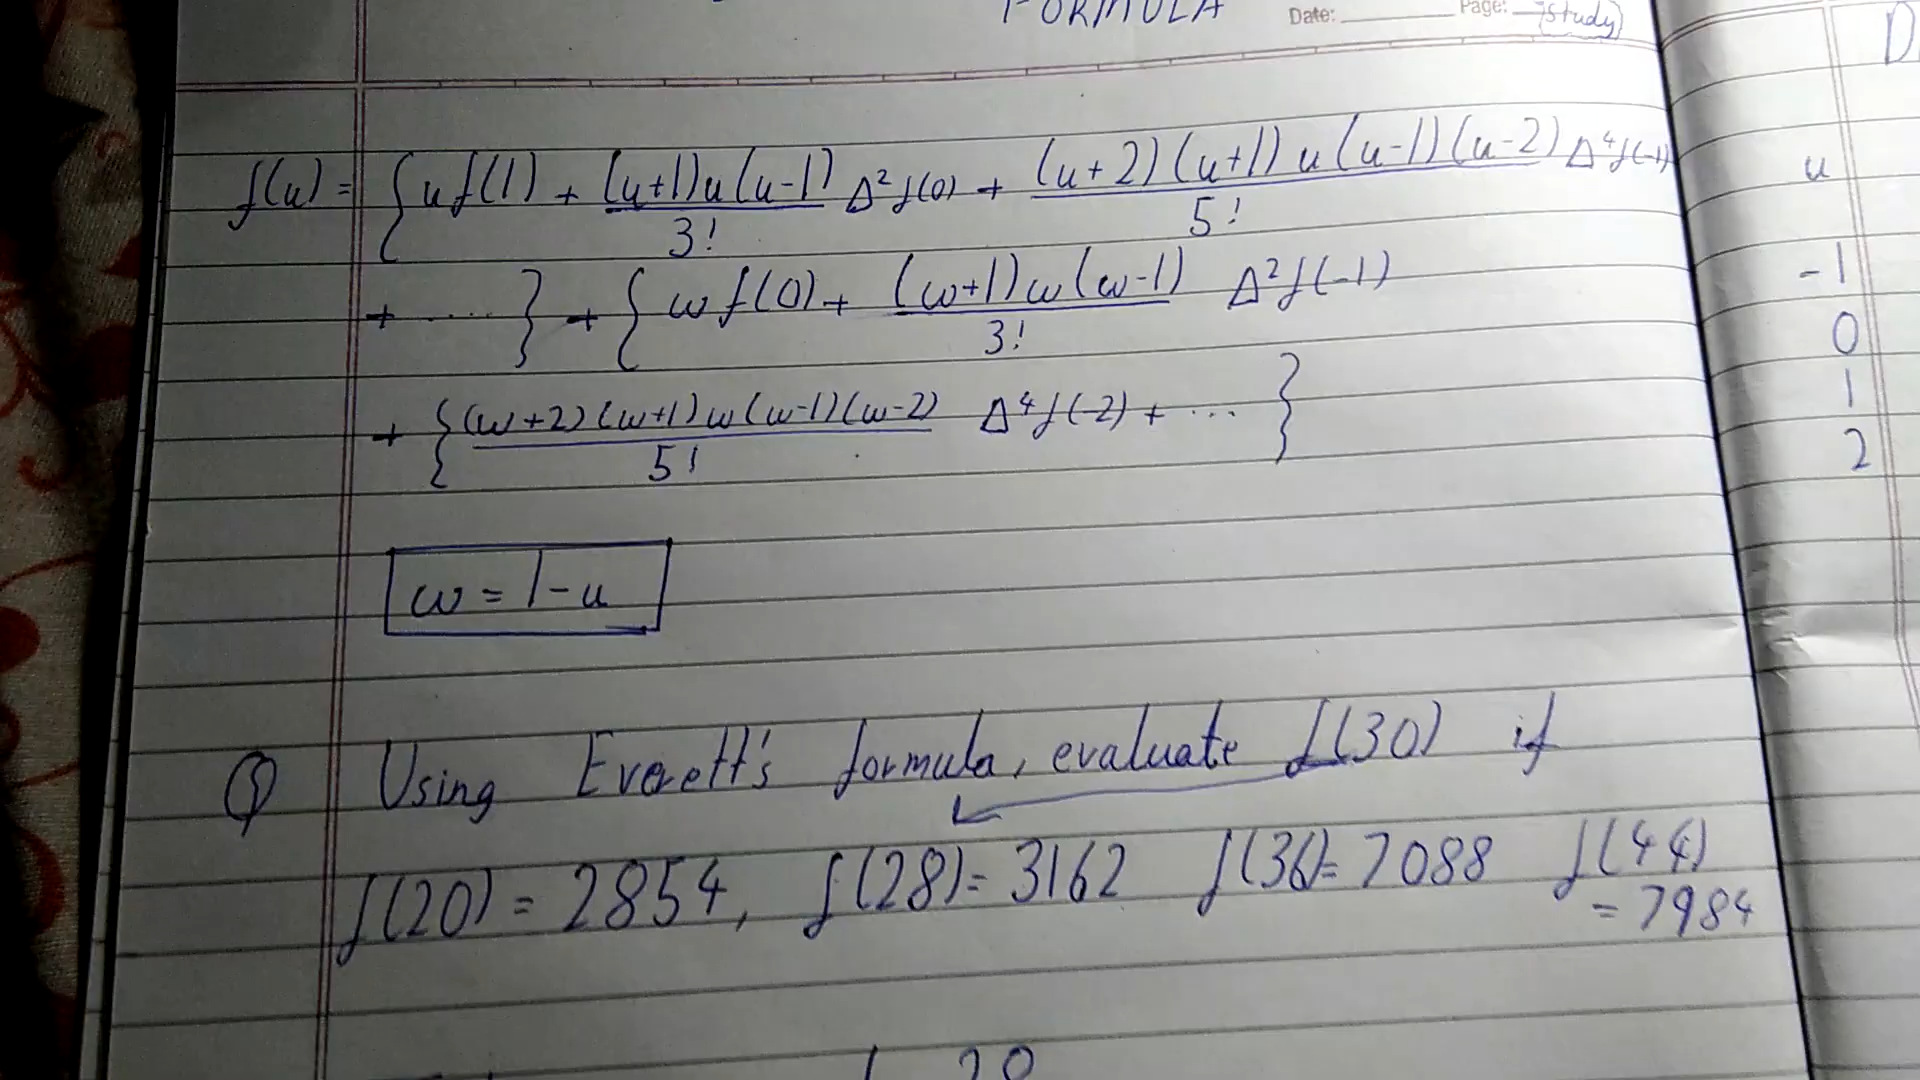 FORMULA
Date: Page: (study)
f(u) = { u f(1) + (u+1)u(u-1)/3! Δ²f(0) + (u+2)(u+1)u(u-1)(u-2)/5! Δ⁴f(-1)
+ .... } + { w f(0) + (w+1)w(w-1)/3! Δ²f(-1)
+ { (w+2)(w+1)w(w-1)(w-2)/5! Δ⁴f(-2) + ... }
w = 1-u
Q Using Everett's formula, evaluate f(30) if
f(20) = 2854, f(28) = 3162 f(36) = 7088 f(44)
= 7984
28
D
u
-1
0
1
2